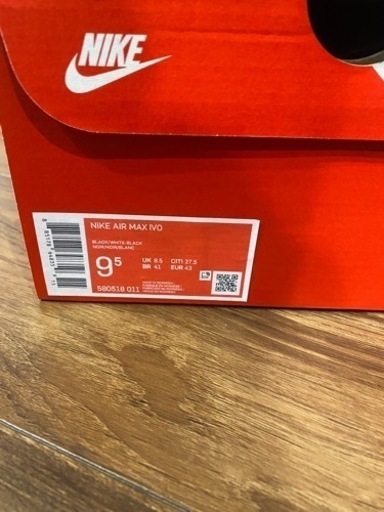 NIKE
NIKE AIR MAX IVO
BLACK/WHITE-BLACK
NOIR/NOIR/BLANC
9.5
UK 8.5 CITI 27.5
BR 41 EUR 43
580518 011